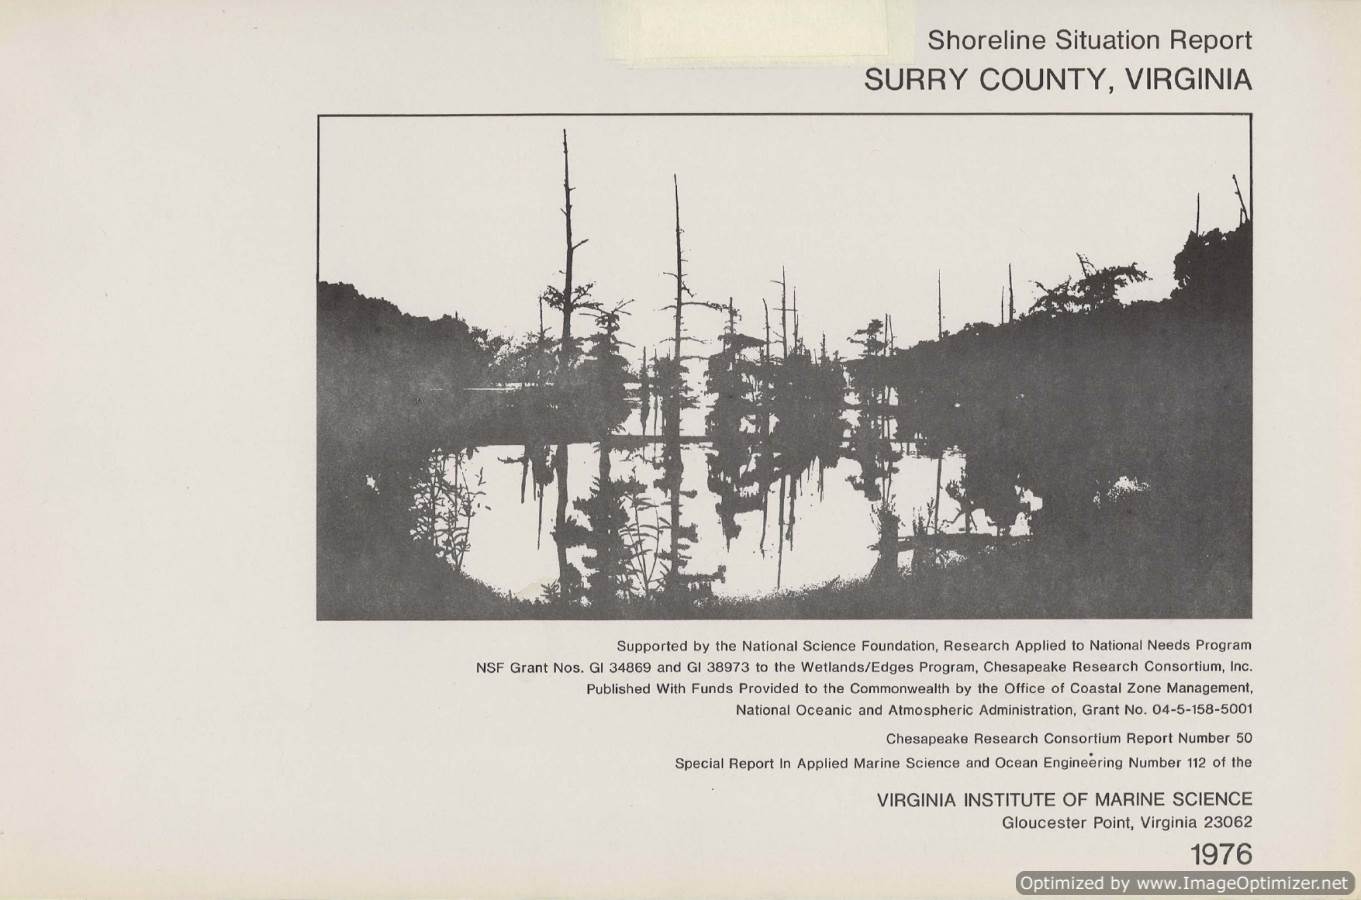 Shoreline Situation Report
SURRY COUNTY, VIRGINIA
Supported by the National Science Foundation, Research Applied to National Needs Program
NSF Grant Nos. GI 34869 and GI 38973 to the Wetlands/Edges Program, Chesapeake Research Consortium, Inc.
Published With Funds Provided to the Commonwealth by the Office of Coastal Zone Management,
National Oceanic and Atmospheric Administration, Grant No. 04-5-158-5001
Chesapeake Research Consortium Report Number 50
Special Report In Applied Marine Science and Ocean Engineering Number 112 of the
VIRGINIA INSTITUTE OF MARINE SCIENCE
Gloucester Point, Virginia 23062
1976
Optimized by www.ImageOptimizer.net